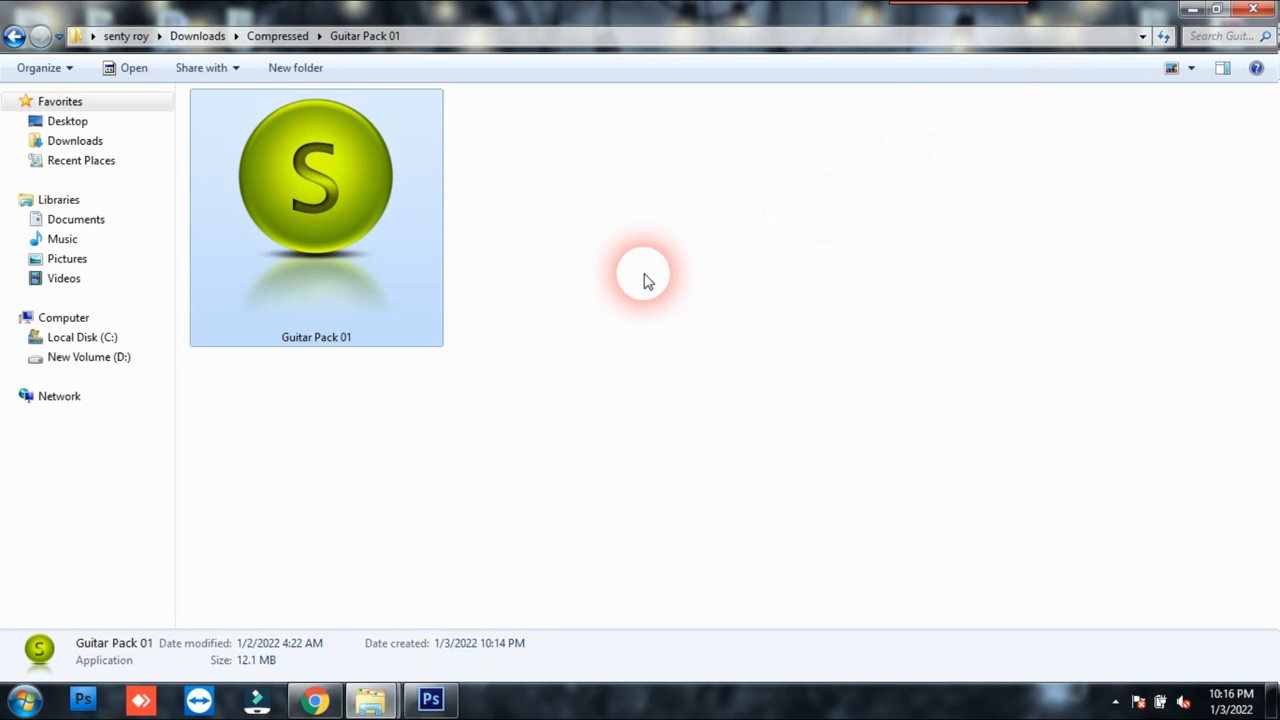 senty roy Downloads Compressed Guitar Pack 01 Search Guit...
Organize Open Share with New folder
Favorites
Desktop
Downloads
Recent Places
Libraries
Documents
Music
Pictures
Videos
Computer
Local Disk (C:)
New Volume (D:)
Network
S
Guitar Pack 01
S
Guitar Pack 01 Date modified: 1/2/2022 4:22 AM Date created: 1/3/2022 10:14 PM
Application Size: 12.1 MB
Ps Ps
10:16 PM
1/3/2022